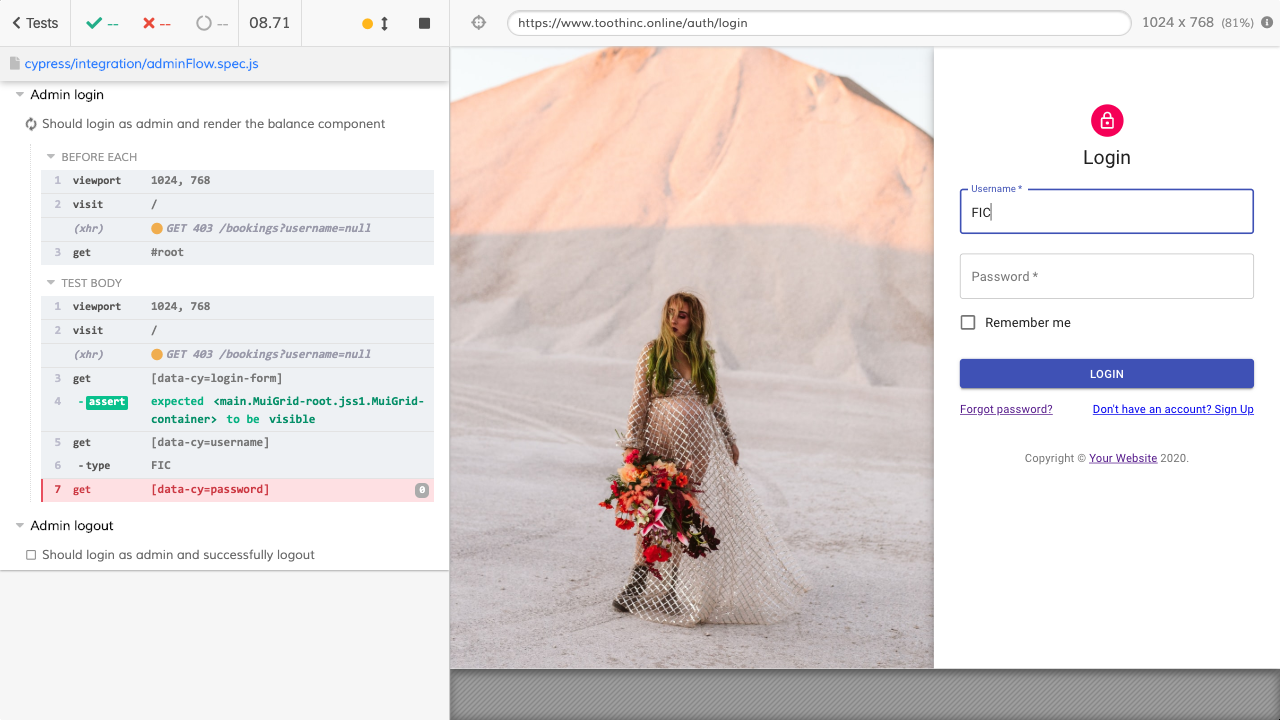 Tests
--
--
--
08.71
https://www.toothinc.online/auth/login
1024 x 768 (81%)
cypress/integration/adminFlow.spec.js
Admin login
Should login as admin and render the balance component
BEFORE EACH
1 viewport 1024, 768
2 visit /
(xhr) GET 403 /bookings?username=null
3 get #root
TEST BODY
1 viewport 1024, 768
2 visit /
(xhr) GET 403 /bookings?username=null
3 get [data-cy=login-form]
4 -assert expected <main.MuiGrid-root.jss1.MuiGrid-
container> to be visible
5 get [data-cy=username]
6 -type FIC
7 get [data-cy=password] 0
Admin logout
Should login as admin and successfully logout
Login
Username *
FIC
Password *
Remember me
LOGIN
Forgot password? Don't have an account? Sign Up
Copyright © Your Website 2020.